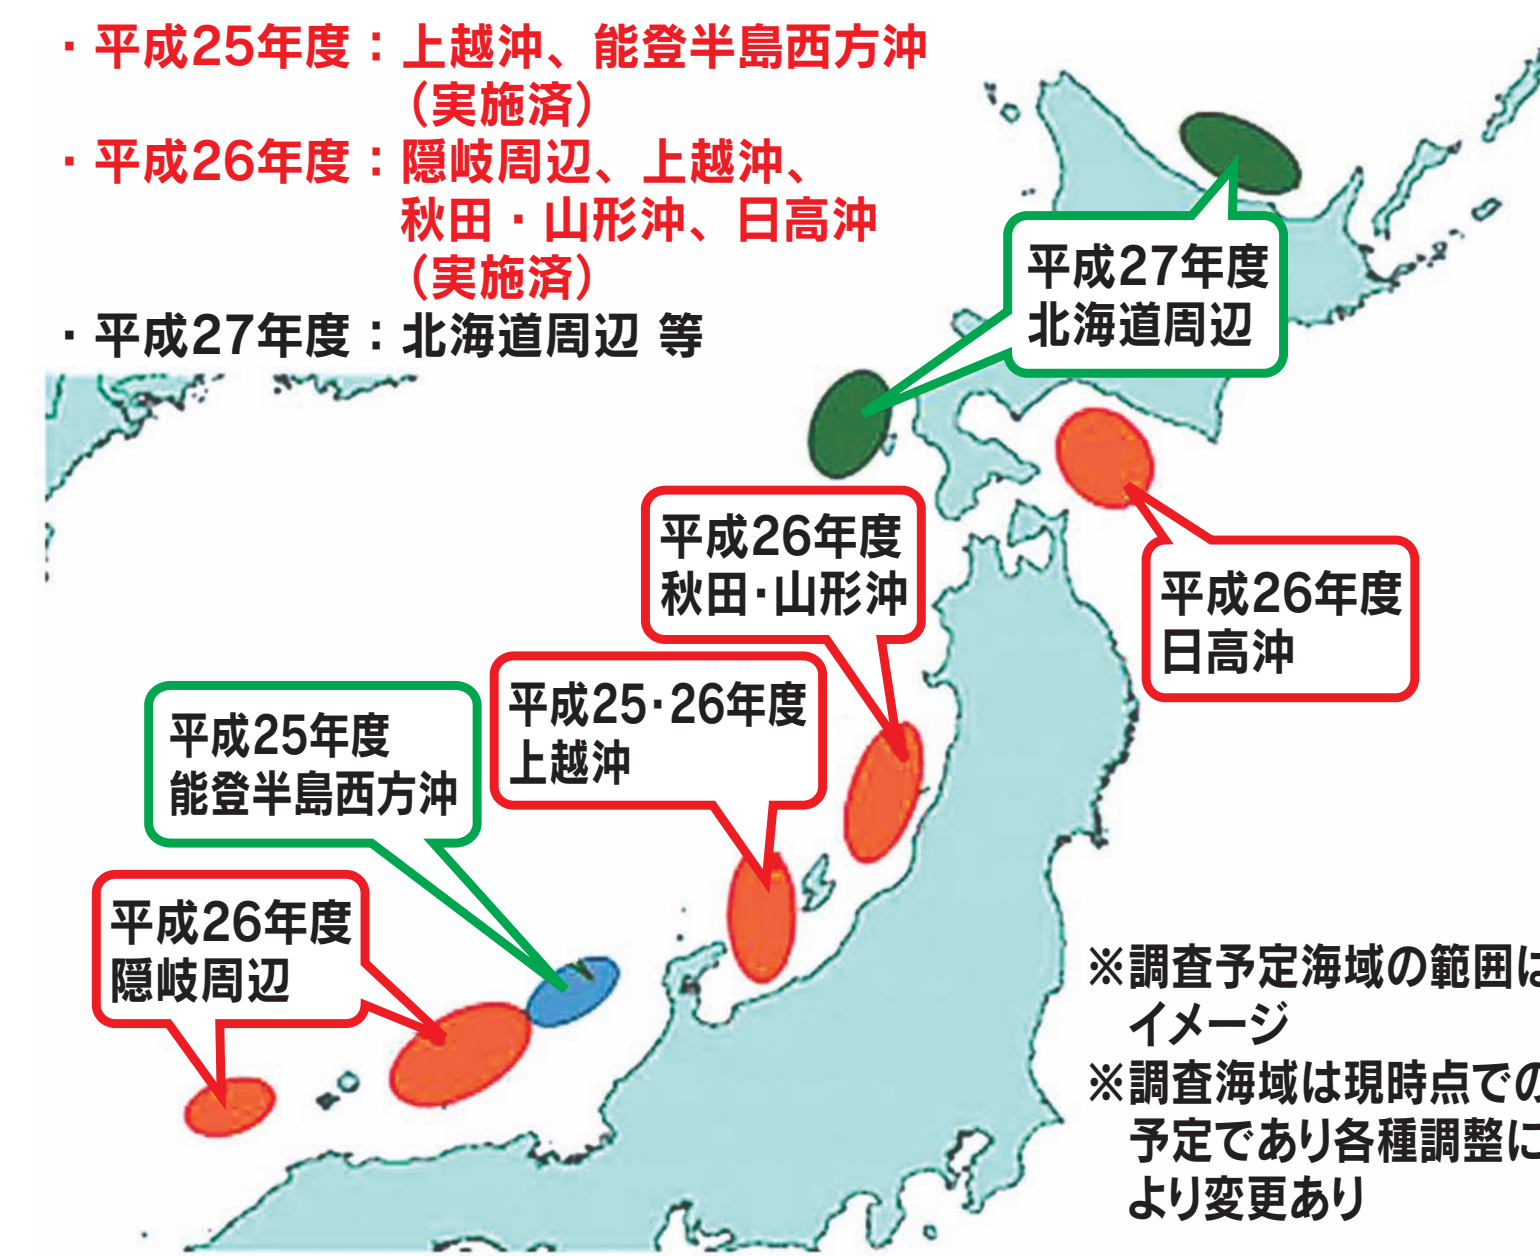 ・平成25年度：上越沖、能登半島西方沖
（実施済）
・平成26年度：隠岐周辺、上越沖、
秋田・山形沖、日高沖
（実施済）
・平成27年度：北海道周辺 等
平成27年度
北海道周辺
平成26年度
秋田・山形沖
平成26年度
日高沖
平成25・26年度
上越沖
平成25年度
能登半島西方沖
平成26年度
隠岐周辺
※調査予定海域の範囲は
イメージ
※調査海域は現時点での
予定であり各種調整に
より変更あり